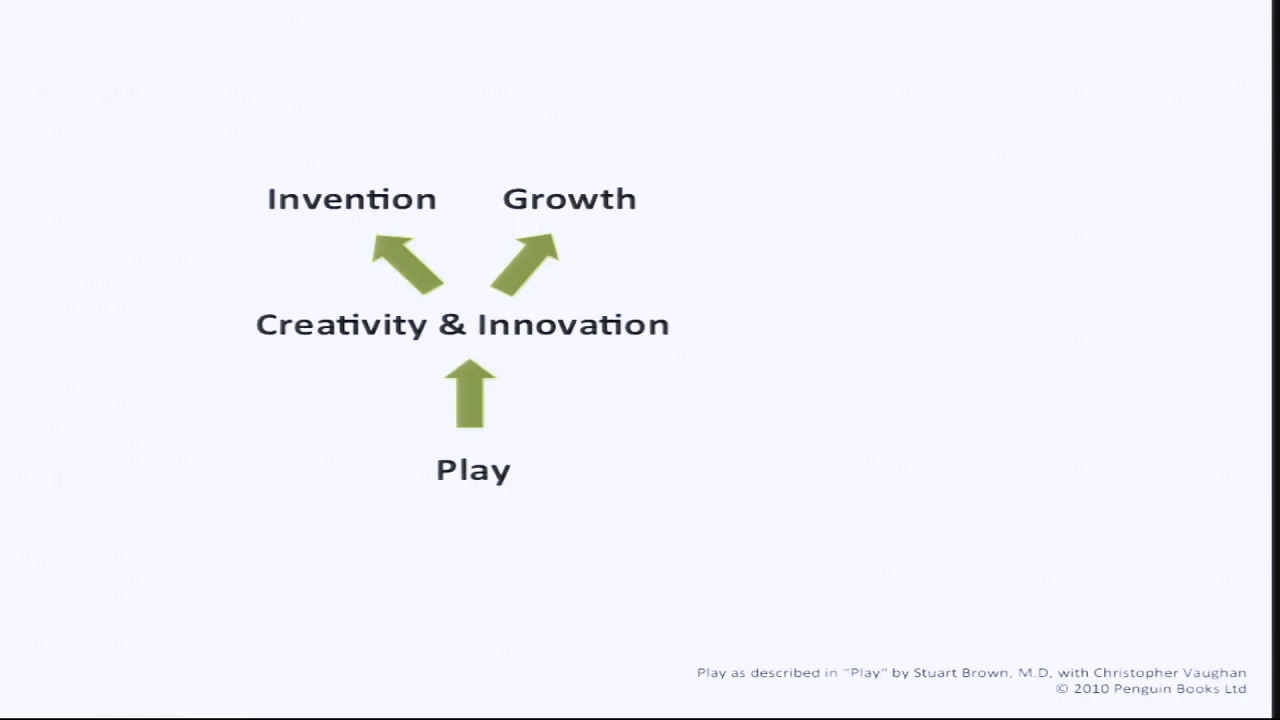 Invention Growth
Creativity & Innovation
Play
Play as described in “Play” by Stuart Brown, M.D, with Christopher Vaughan
© 2010 Penguin Books Ltd